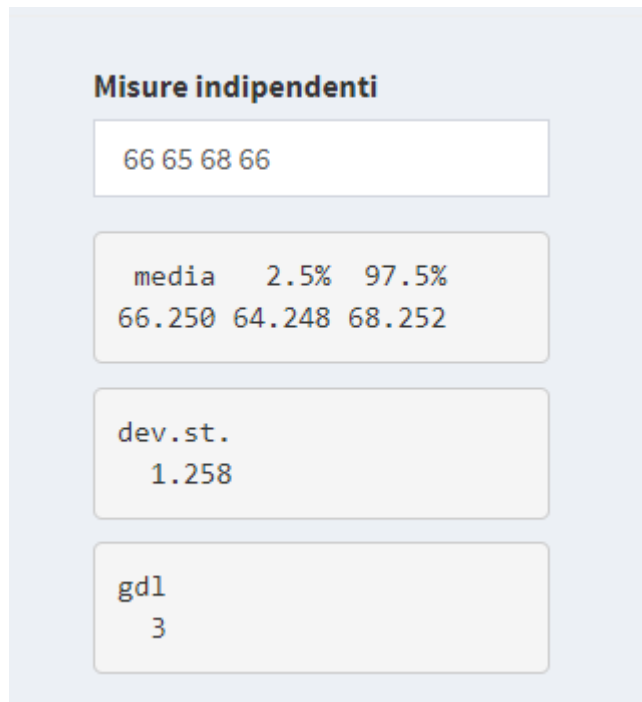 Misure indipendenti
66 65 68 66
media 2.5% 97.5%
66.250 64.248 68.252
dev.st.
1.258
gdl
3